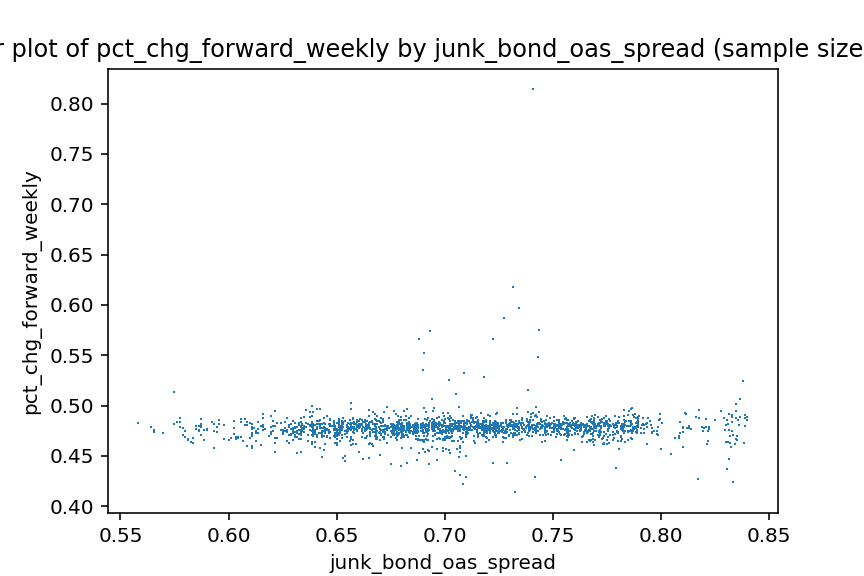 r plot of pct_chg_forward_weekly by junk_bond_oas_spread (sample size
0.80
0.75
0.70
0.65
0.60
0.55
0.50
0.45
0.40
pct_chg_forward_weekly
0.55 0.60 0.65 0.70 0.75 0.80 0.85
junk_bond_oas_spread